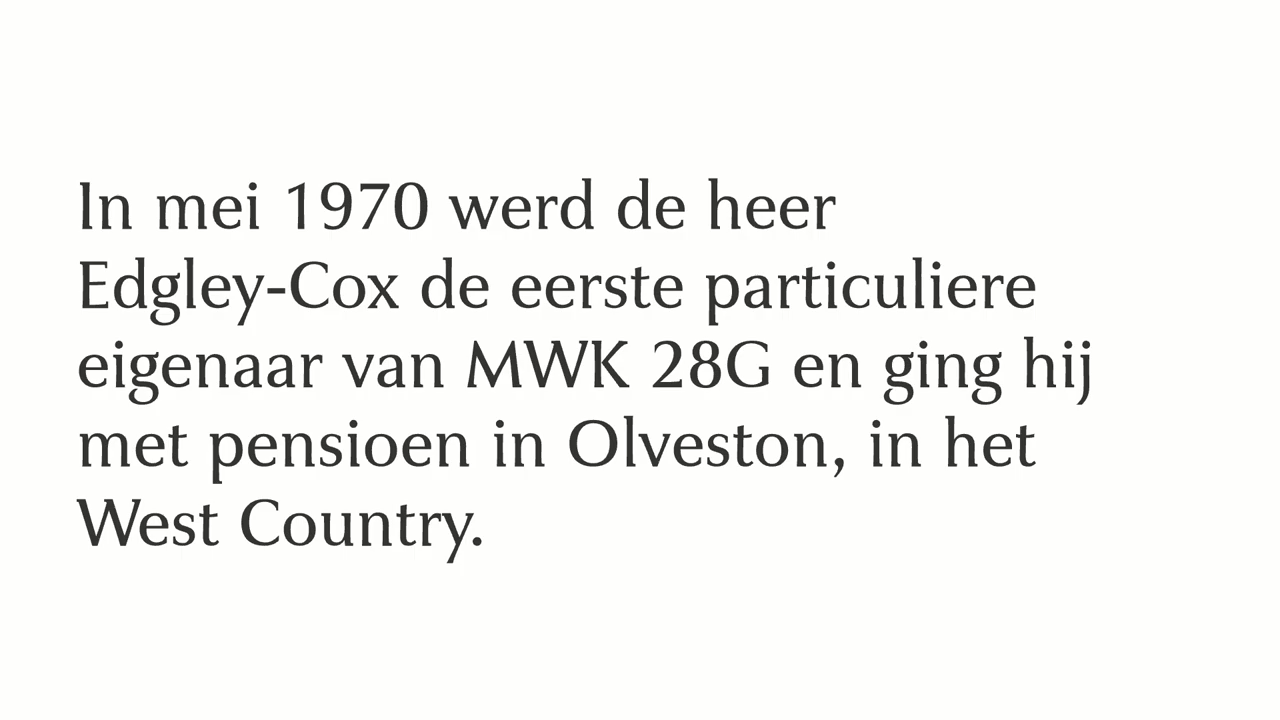 In mei 1970 werd de heer
Edgley-Cox de eerste particuliere
eigenaar van MWK 28G en ging hij
met pensioen in Olveston, in het
West Country.